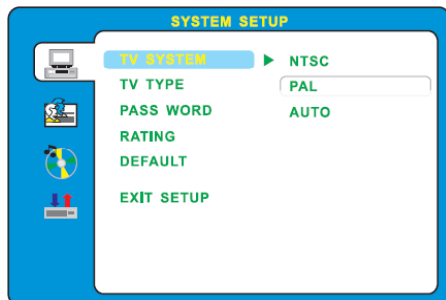 SYSTEM SETUP
TV SYSTEM NTSC
TV TYPE PAL
PASS WORD AUTO
RATING
DEFAULT
EXIT SETUP